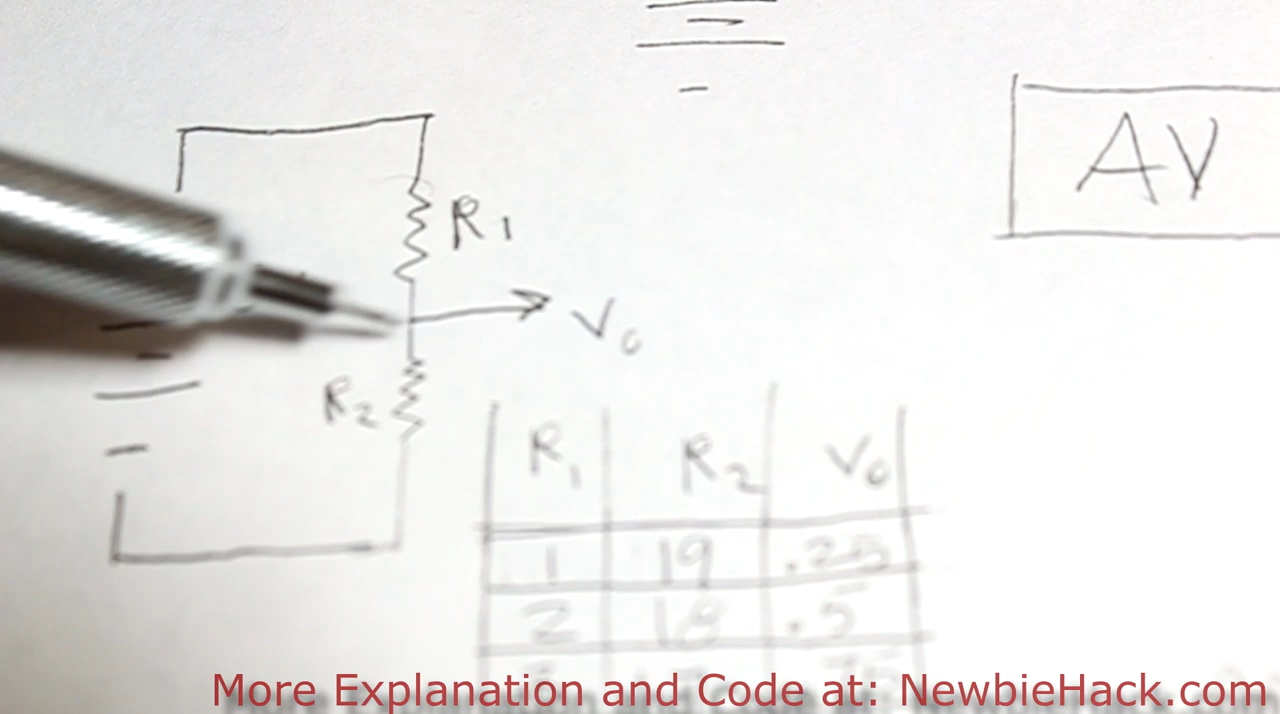 AV
R1
Vo
R2
R1 R2 Vo
1 19 .25
2 18 .5
More Explanation and Code at: NewbieHack.com